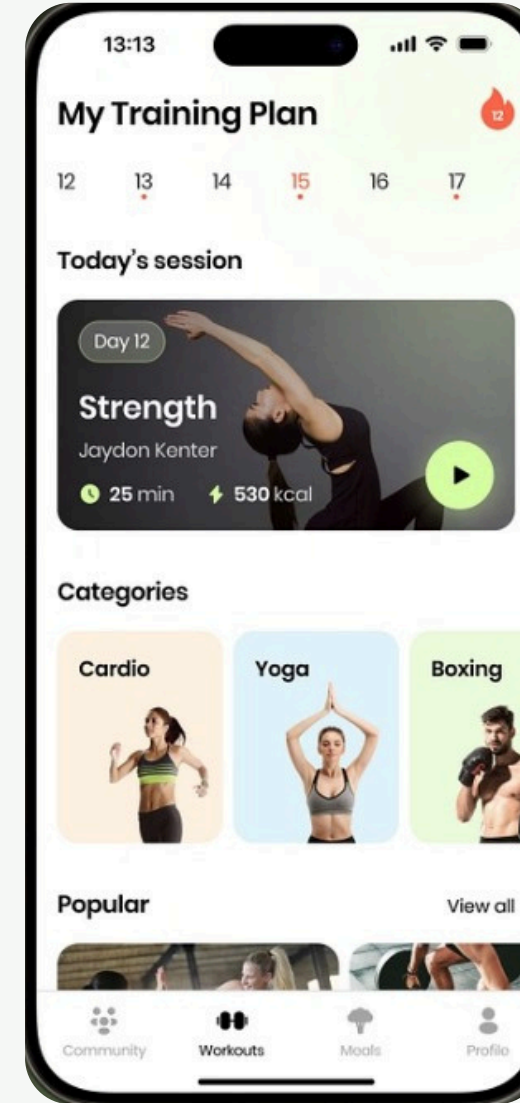 13:13
My Training Plan
12
12 13 14 15 16 17
Today's session
Day 12
Strength
Jaydon Kenter
25 min 530 kcal
Categories
Cardio Yoga Boxing
Popular View all
Community Workouts Meals Profile